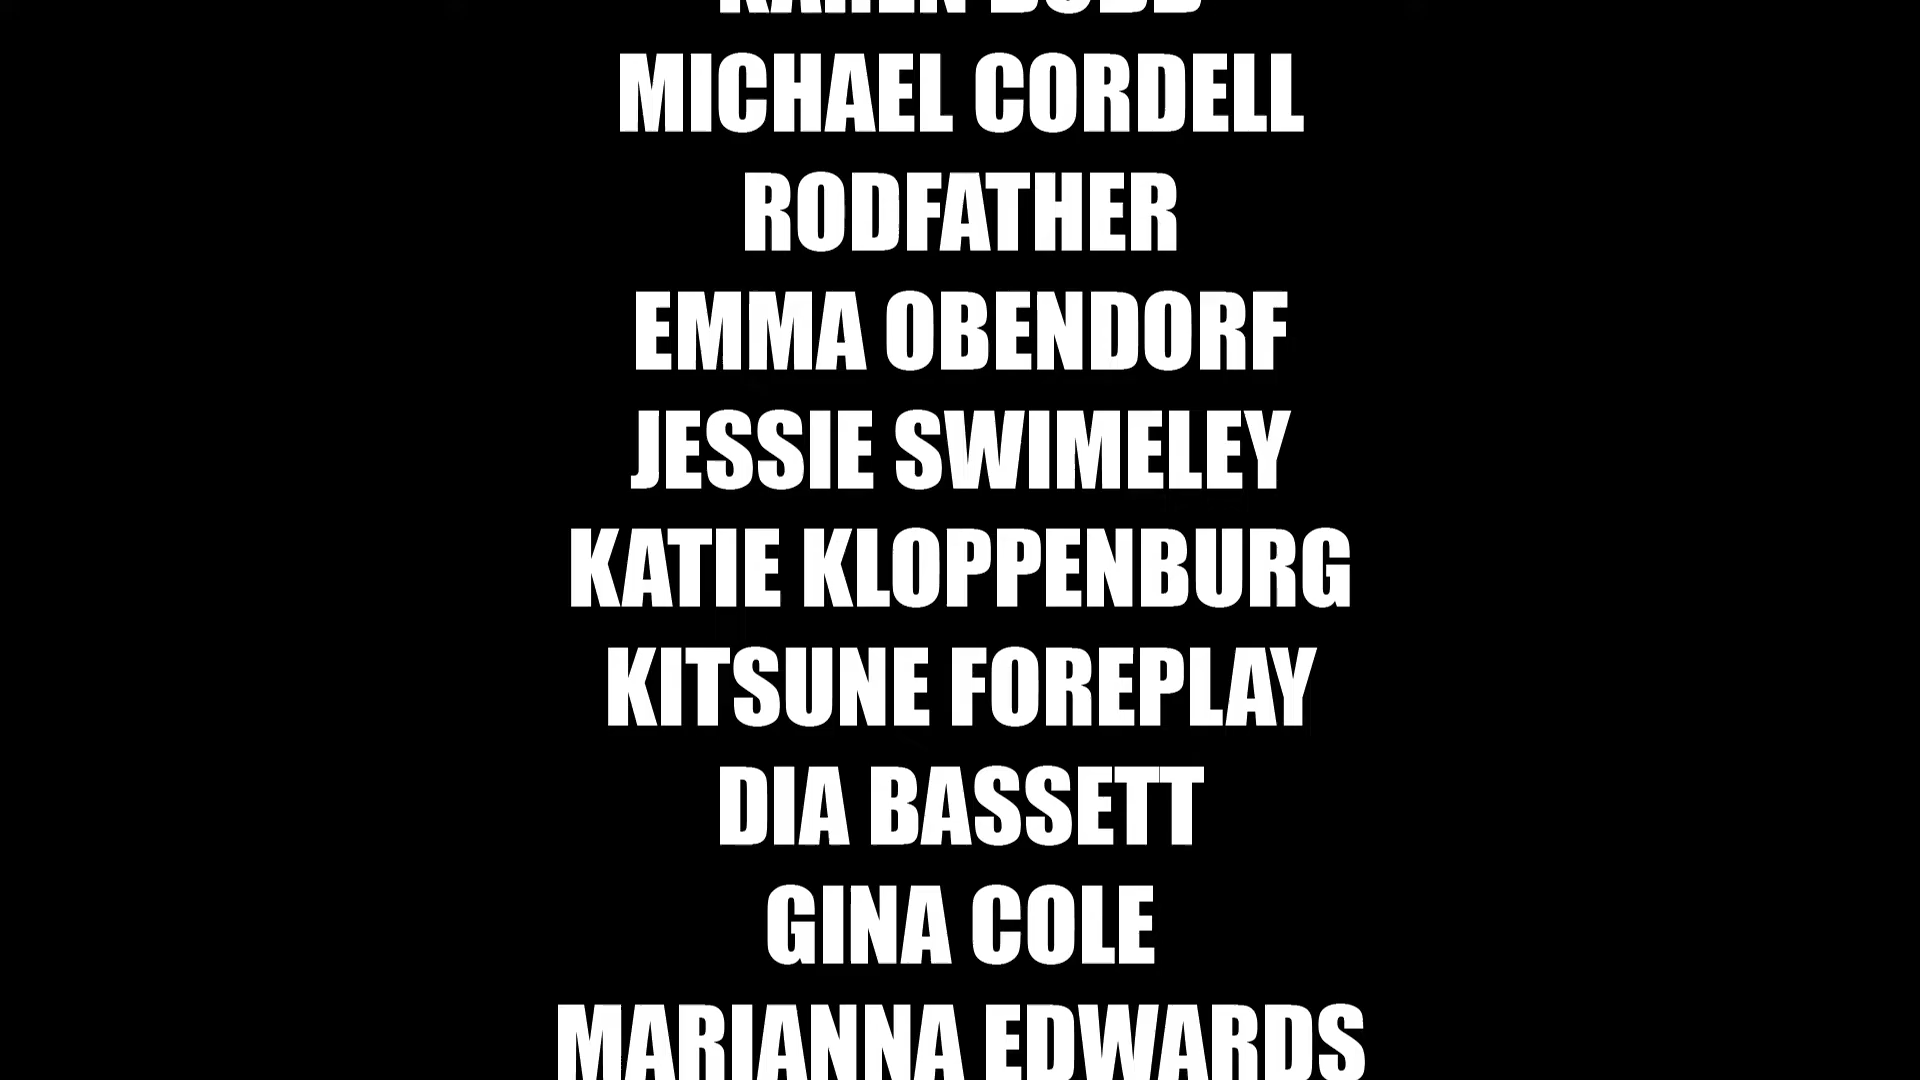 MICHAEL CORDELL
RODFATHER
EMMA OBENDORF
JESSIE SWIMELEY
KATIE KLOPPENBURG
KITSUNE FOREPLAY
DIA BASSETT
GINA COLE
MARIANNA EDWARDS